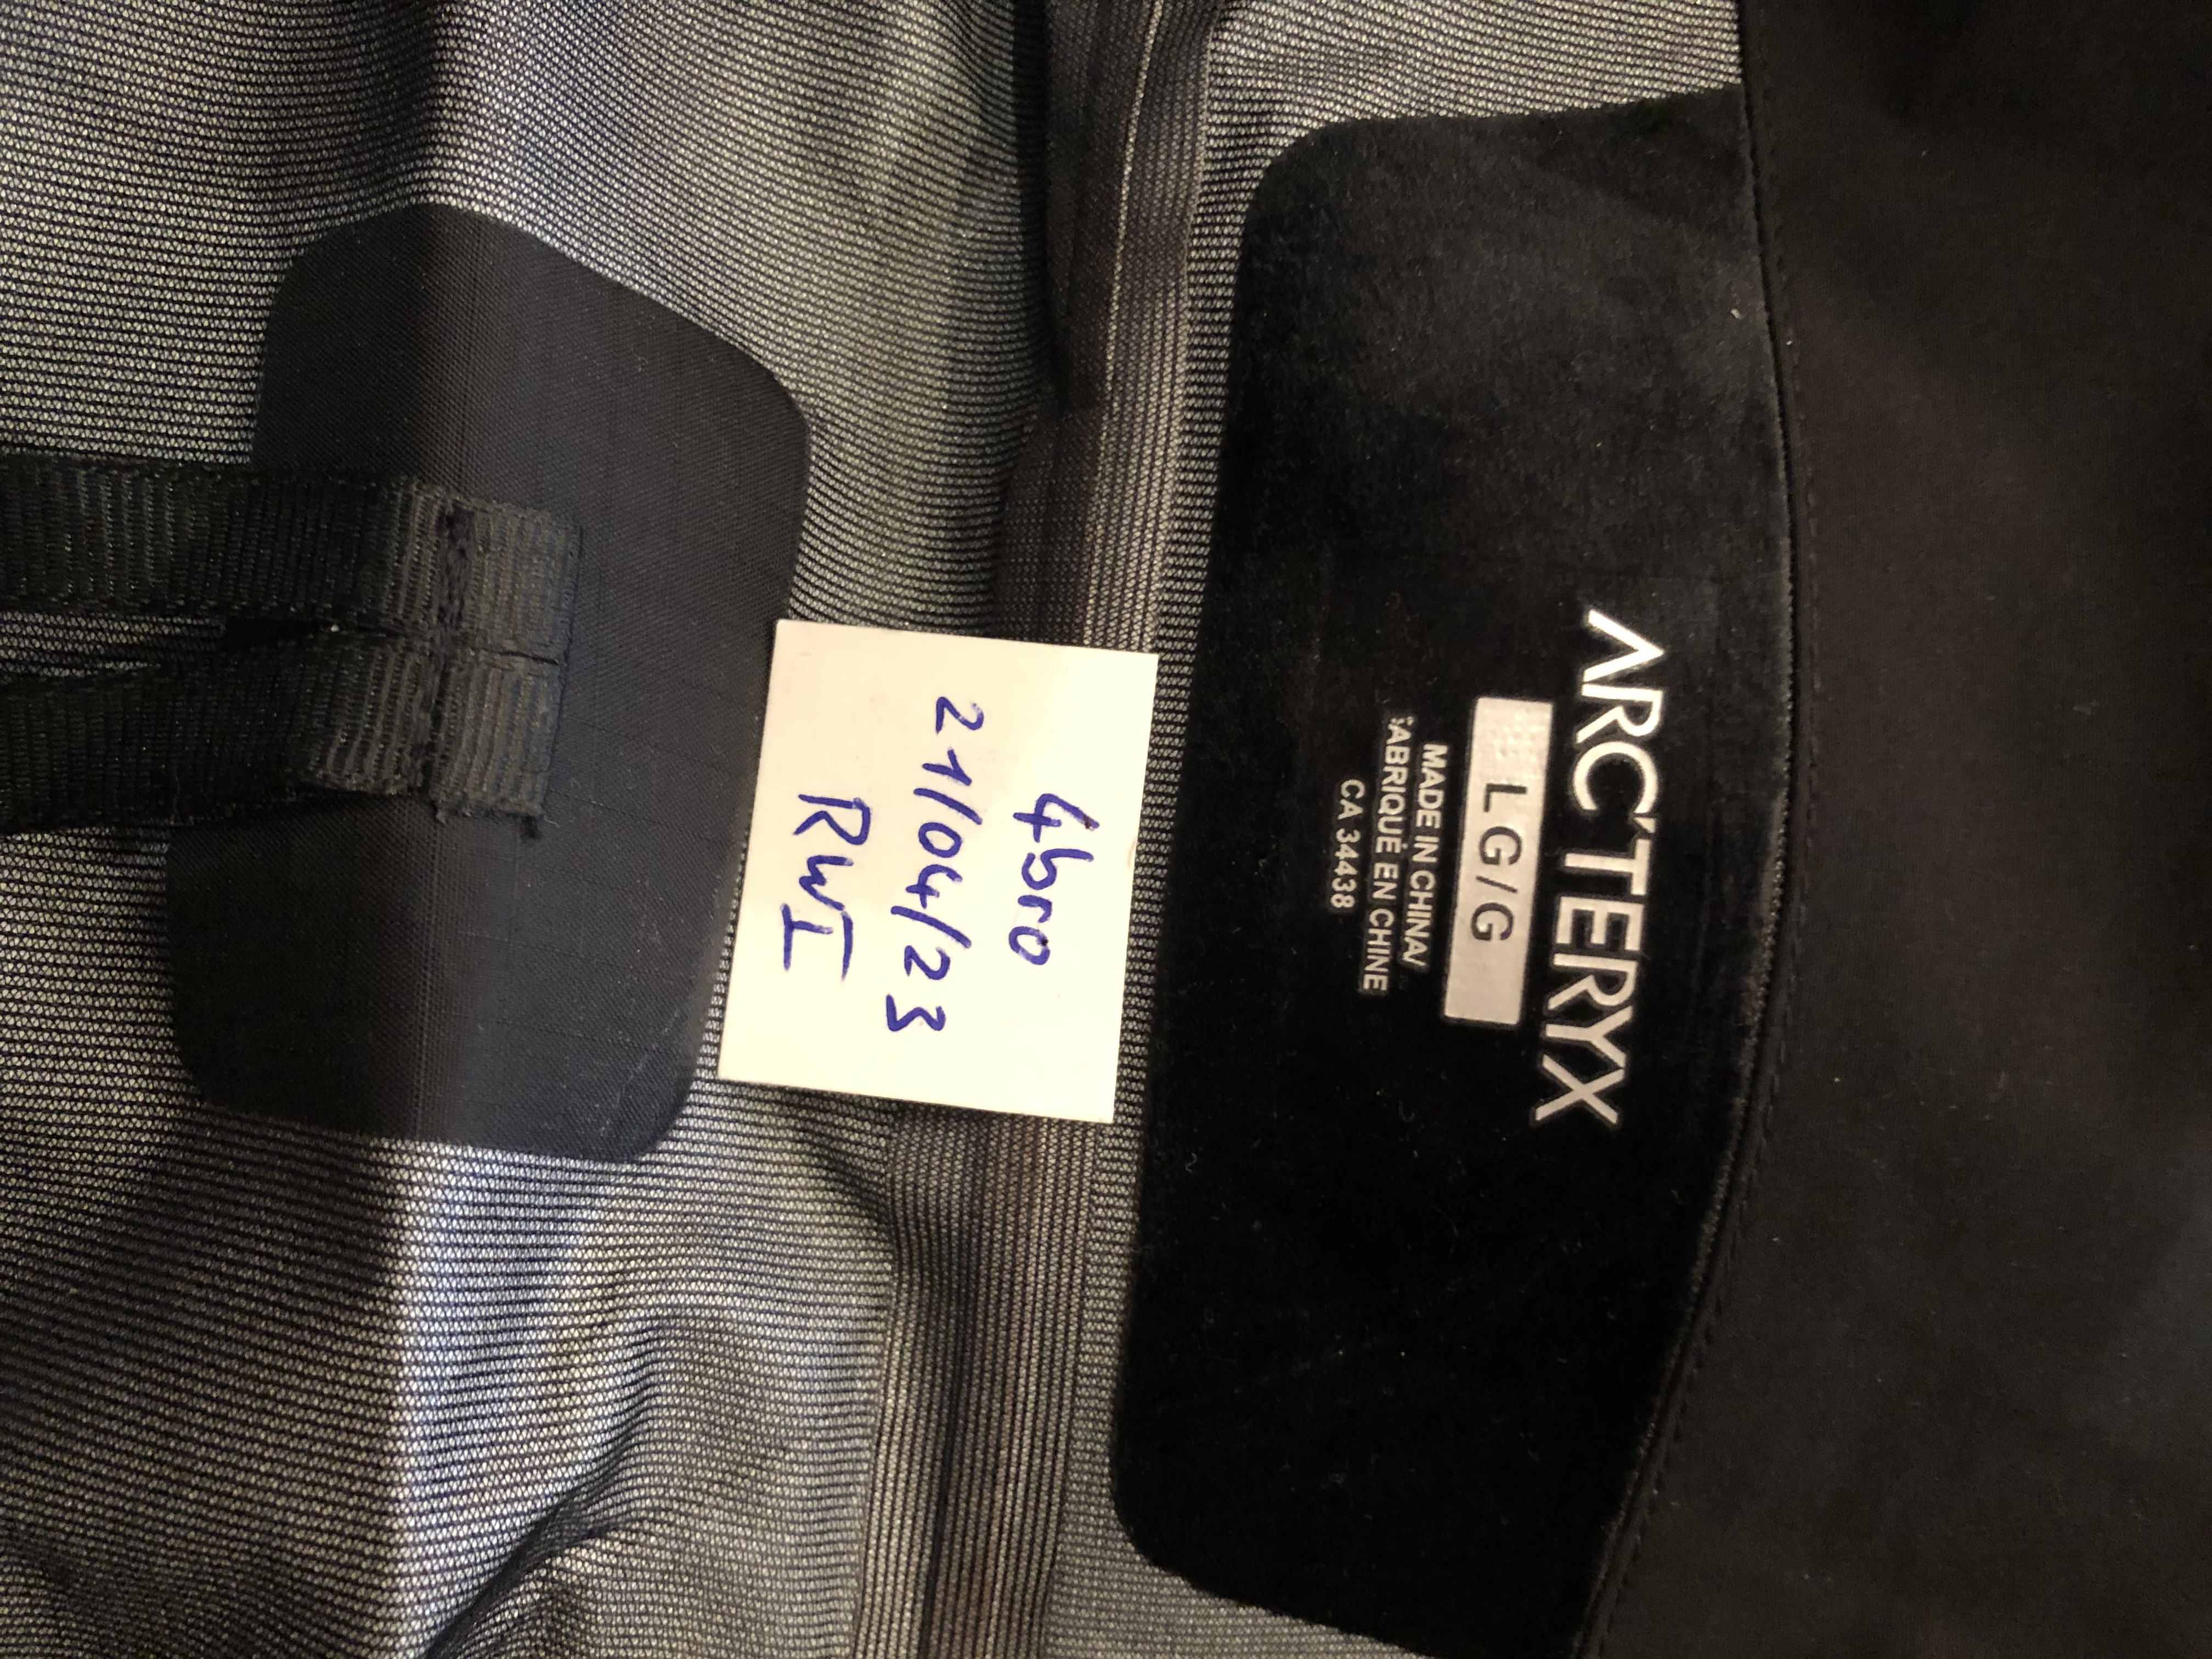 ARC'TERYX
LG/G
MADE IN CHINA/
FABRIQUÉ EN CHINE
CA 34438
4bro
21/04/23
RWI